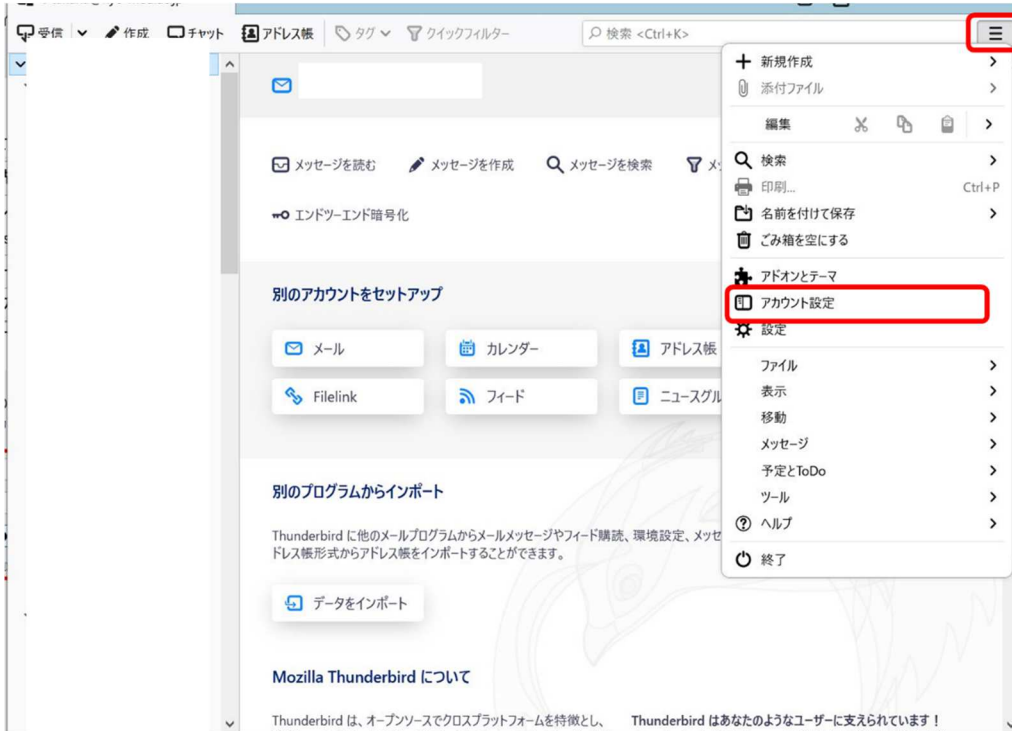 受信 作成 チャット アドレス帳 タグ クイックフィルター 検索 <Ctrl+K>
メッセージを読む メッセージを作成 メッセージを検索
エンドツーエンド暗号化
別のアカウントをセットアップ
メール カレンダー アドレス帳
Filelink フィード ニュースグル
別のプログラムからインポート
Thunderbird に他のメールプログラムからメールメッセージやフィード購読、環境設定、メッセ
ドレス帳形式からアドレス帳をインポートすることができます。
データをインポート
Mozilla Thunderbird について
Thunderbird は、オープンソースでクロスプラットフォームを特徴とし、
Thunderbird はあなたのようなユーザーに支えられています！
新規作成
添付ファイル
編集
検索
印刷... Ctrl+P
名前を付けて保存
ごみ箱を空にする
アドオンとテーマ
アカウント設定
設定
ファイル
表示
移動
メッセージ
予定とToDo
ツール
ヘルプ
終了